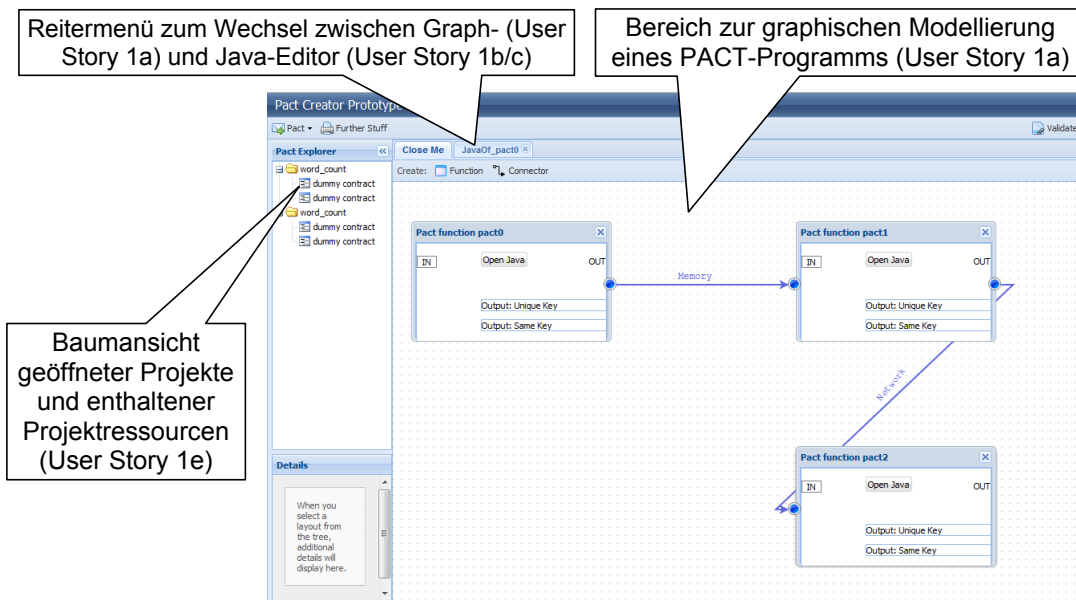 Reitermenü zum Wechsel zwischen Graph- (User
Story 1a) und Java-Editor (User Story 1b/c)
Bereich zur graphischen Modellierung
eines PACT-Programms (User Story 1a)
Pact Creator Prototype
Pact
Further Stuff
Validate
Pact Explorer
Close Me
JavaOf_pact0
Create:
Function
Connector
word_count
dummy contract
dummy contract
word_count
dummy contract
dummy contract
Pact function pact0
IN
Open Java
OUT
Output: Unique Key
Output: Same Key
Memory
Pact function pact1
IN
Open Java
OUT
Output: Unique Key
Output: Same Key
Network
Baumansicht
geöffneter Projekte
und enthaltener
Projektressourcen
(User Story 1e)
Pact function pact2
IN
Open Java
OUT
Output: Unique Key
Output: Same Key
Details
When you
select a
layout from
the tree,
additional
details will
display here.